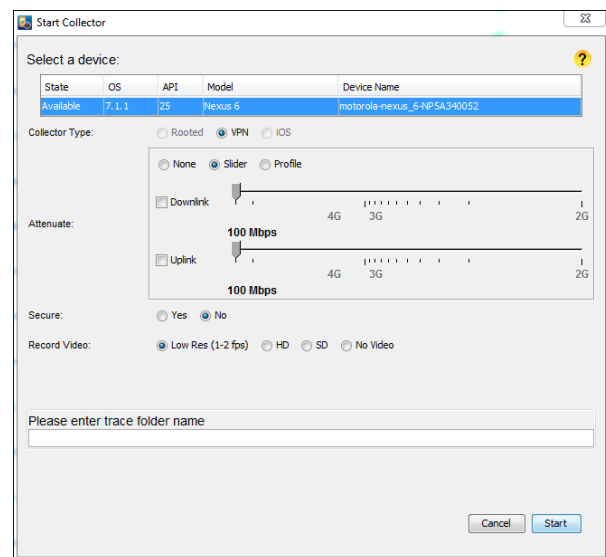 Start Collector
Select a device:
?
State OS API Model Device Name
Available 7.1.1 25 Nexus 6 motorola-nexus_6-NP5A340052
Collector Type: Rooted VPN iOS
None Slider Profile
Downlink
4G 3G 2G
100 Mbps
Attenuate:
Uplink
4G 3G 2G
100 Mbps
Secure: Yes No
Record Video: Low Res (1-2 fps) HD SD No Video
Please enter trace folder name
Cancel Start